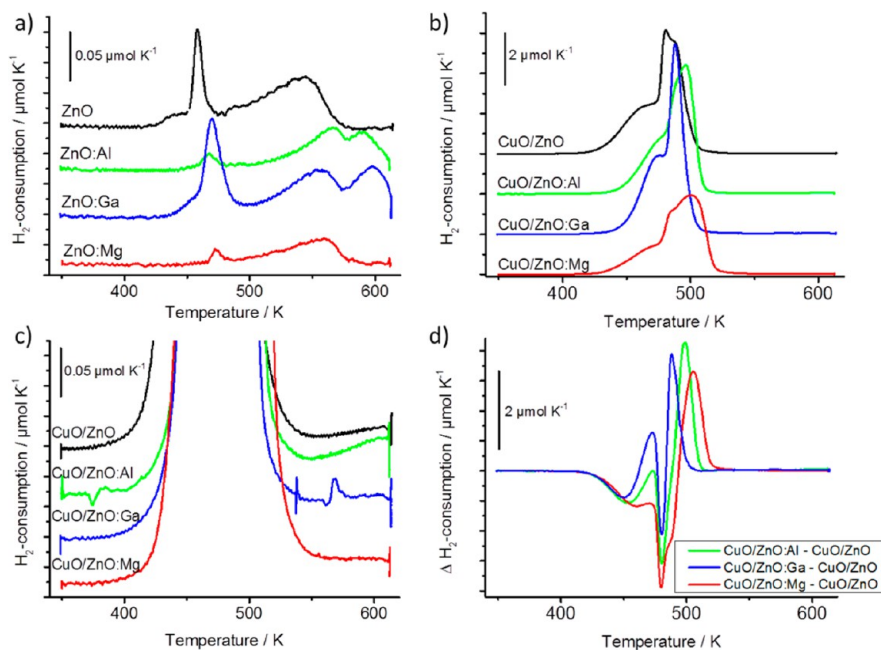 a)
0.05 µmol K⁻¹
ZnO
ZnO:Al
ZnO:Ga
ZnO:Mg
H₂-consumption / µmol K⁻¹
400 500 600
Temperature / K
b)
2 µmol K⁻¹
CuO/ZnO
CuO/ZnO:Al
CuO/ZnO:Ga
CuO/ZnO:Mg
H₂-consumption / µmol K⁻¹
400 500 600
Temperature / K
c)
0.05 µmol K⁻¹
CuO/ZnO
CuO/ZnO:Al
CuO/ZnO:Ga
CuO/ZnO:Mg
H₂-consumption / µmol K⁻¹
400 500 600
Temperature / K
d)
2 µmol K⁻¹
Δ H₂-consumption / µmol K⁻¹
CuO/ZnO:Al - CuO/ZnO
CuO/ZnO:Ga - CuO/ZnO
CuO/ZnO:Mg - CuO/ZnO
400 500 600
Temperature / K